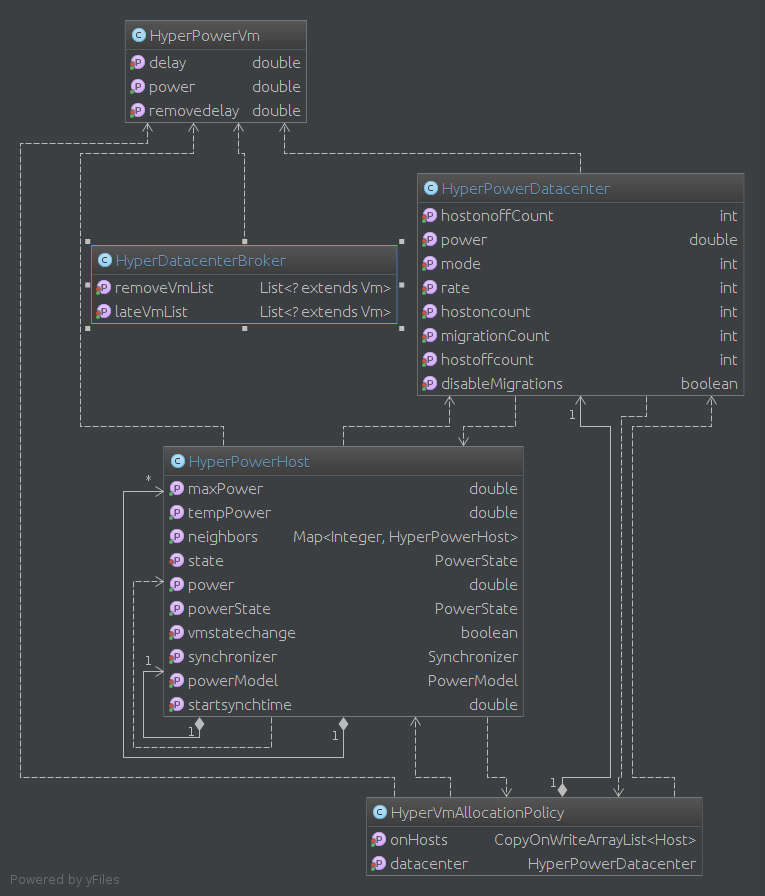 HyperPowerVm
delay double
power double
removedelay double
HyperPowerDatacenter
hostonoffCount int
power double
mode int
rate int
hostoncount int
migrationCount int
hostoffcount int
disableMigrations boolean
HyperDatacenterBroker
removeVmList List<? extends Vm>
lateVmList List<? extends Vm>
1
HyperPowerHost
*
maxPower double
tempPower double
neighbors Map<Integer, HyperPowerHost>
state PowerState
power double
powerState PowerState
vmstatechange boolean
synchronizer Synchronizer
1
powerModel PowerModel
startsynchtime double
1
1
1
HyperVmAllocationPolicy
onHosts CopyOnWriteArrayList<Host>
datacenter HyperPowerDatacenter
Powered by yFiles